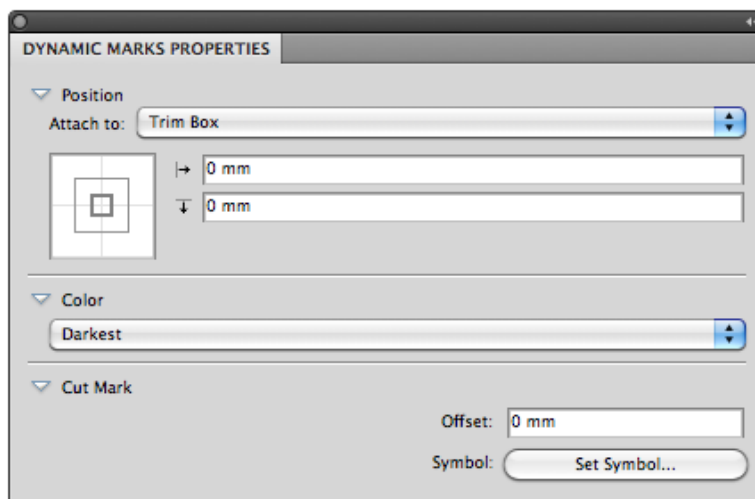 DYNAMIC MARKS PROPERTIES
Position
Attach to: Trim Box
0 mm
0 mm
Color
Darkest
Cut Mark
Offset: 0 mm
Symbol: Set Symbol...